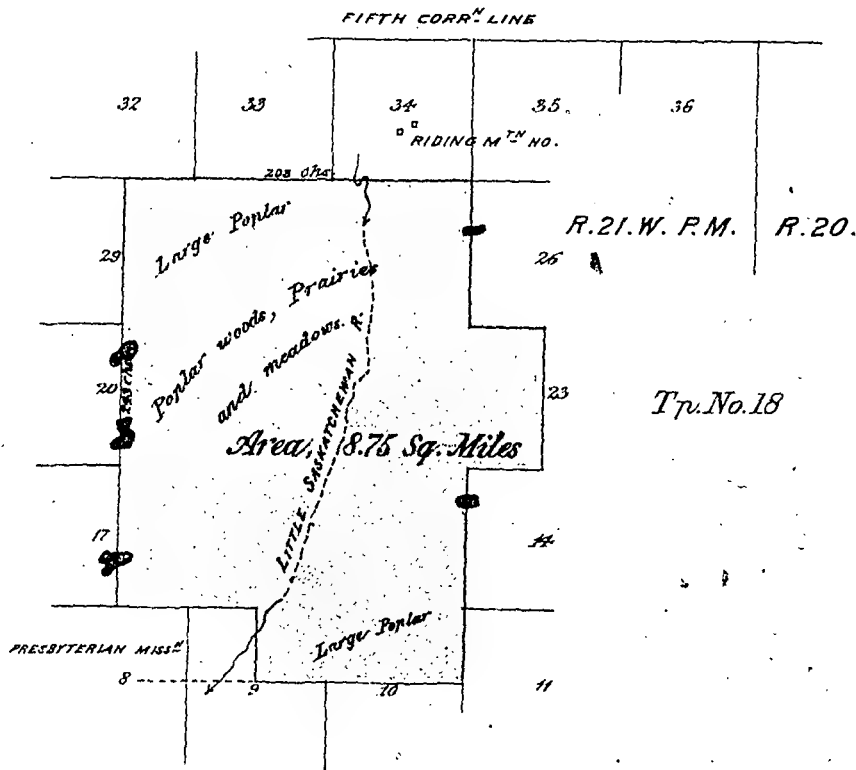 FIFTH CORRᴺ LINE
32 33 34 35 36
RIDING Mᵀᴺ HO.
208 Chs
Large Poplar
R.21.W. P.M. R.20.
29
26
Poplar woods, Prairies
and meadows.
20
23
Tp. No. 18
Area, 8.75 Sq. Miles
LITTLE SASKATCHEWAN R.
17
14
Large Poplar
PRESBYTERIAN MISSᴺ
8 9 10 11